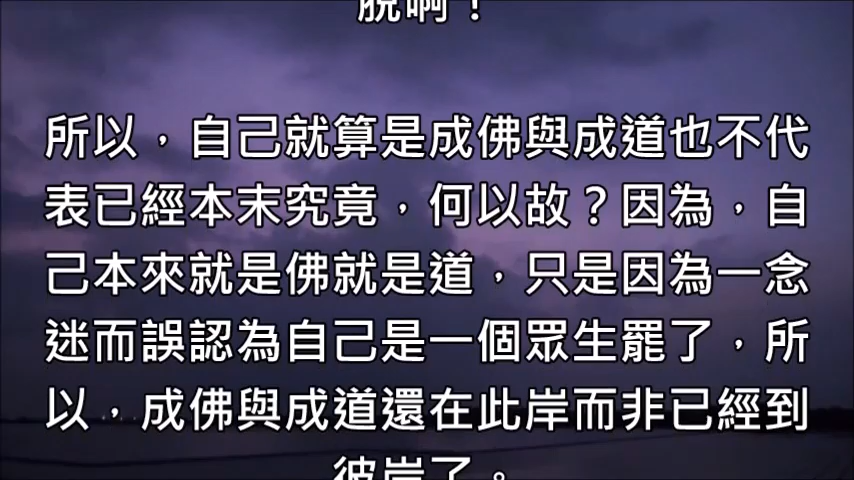 脫啊！
所以，自己就算是成佛與成道也不代
表已經本末究竟，何以故？因為，自
己本來就是佛就是道，只是因為一念
迷而誤認為自己是一個眾生罷了，所
以，成佛與成道還在此岸而非已經到
彼岸了。